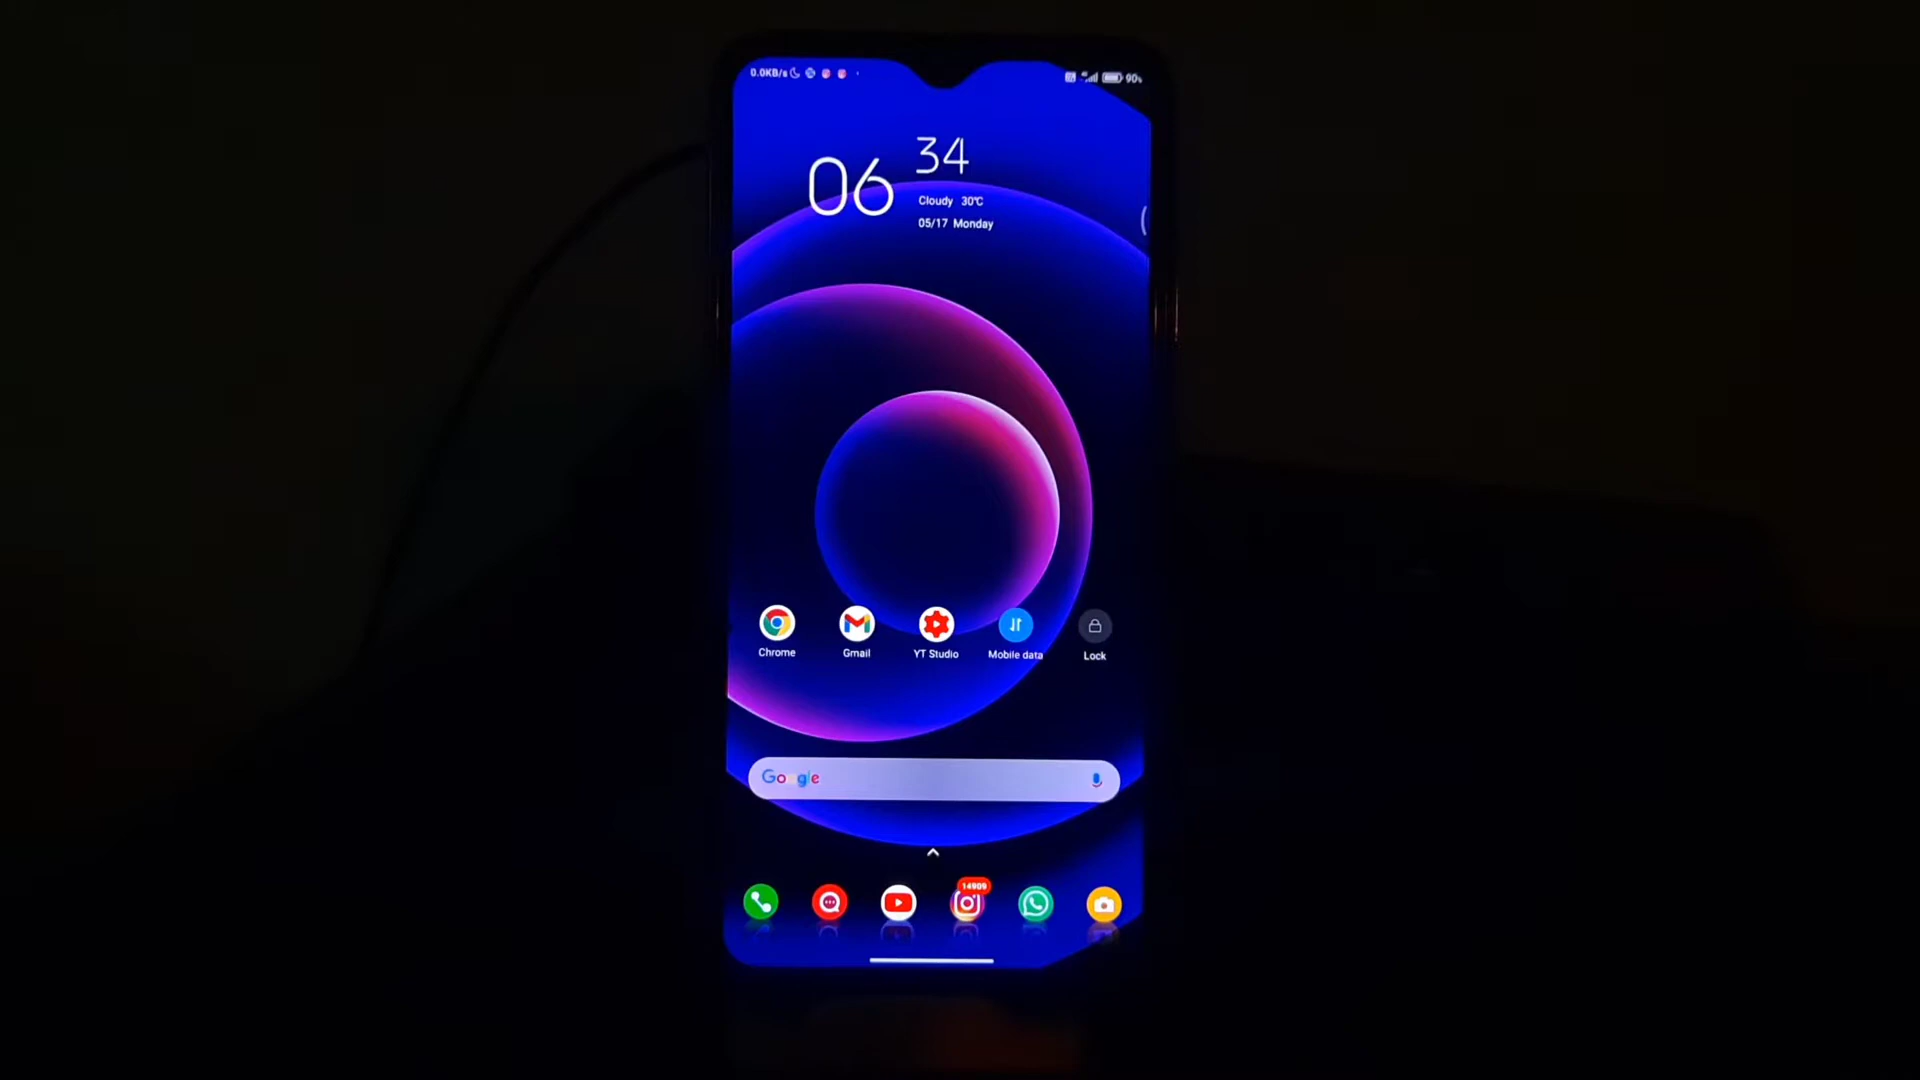 0.0KB/s
90%
06
34
Cloudy 30℃
05/17 Monday
Chrome
Gmail
YT Studio
Mobile data
Lock
Google
14909